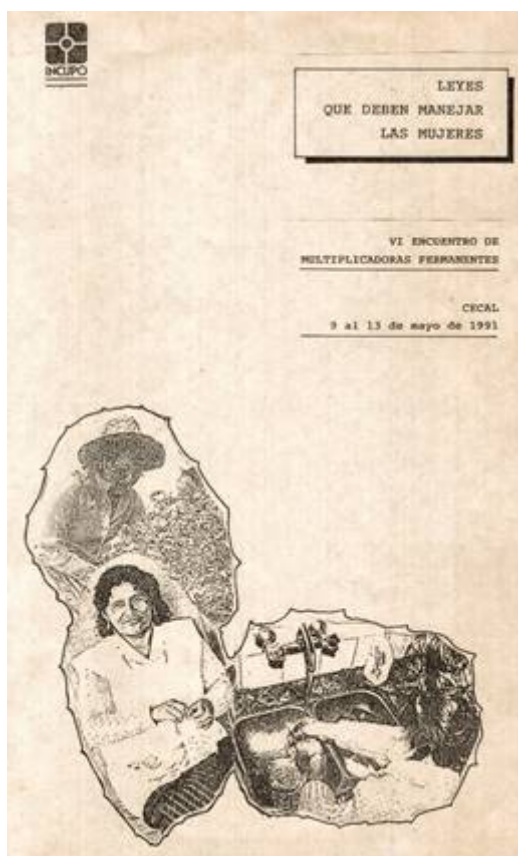 INCUPO
LEYES
QUE DEBEN MANEJAR
LAS MUJERES
VI ENCUENTRO DE
MULTIPLICADORAS PERMANENTES
CECAL
9 al 13 de mayo de 1991